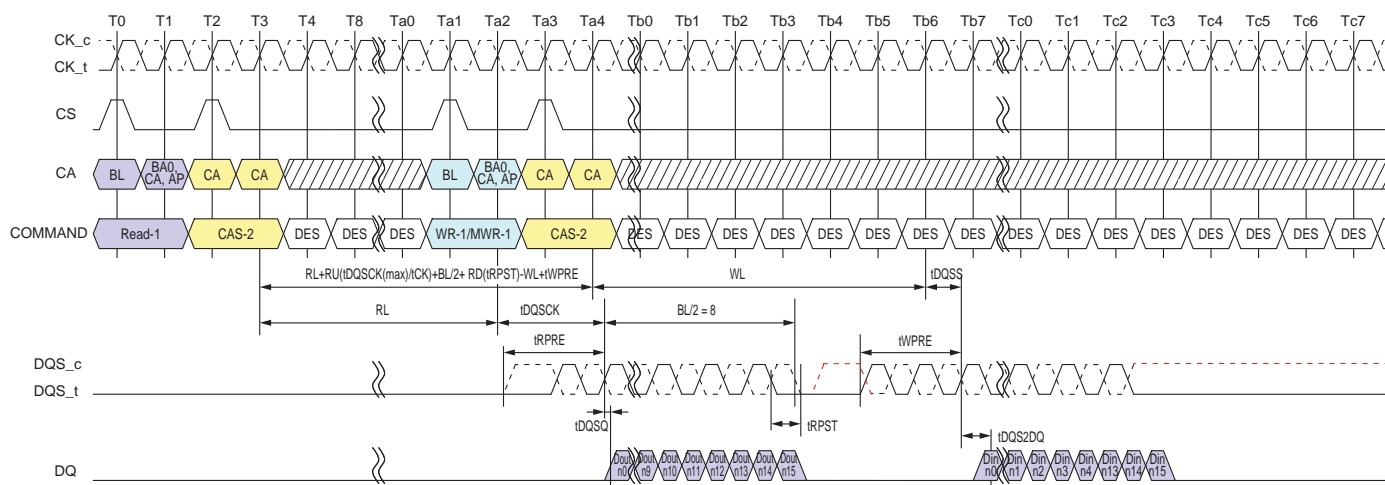 T0 T1 T2 T3 T4 T8 Ta0 Ta1 Ta2 Ta3 Ta4 Tb0 Tb1 Tb2 Tb3 Tb4 Tb5 Tb6 Tb7 Tc0 Tc1 Tc2 Tc3 Tc4 Tc5 Tc6 Tc7
CK_c
CK_t
CS
CA BL BA0, CA, AP CA CA BL BA0, CA, AP CA CA
COMMAND Read-1 CAS-2 DES DES DES WR-1/MWR-1 CAS-2 DES DES DES DES DES DES DES DES DES DES DES DES DES DES DES DES
RL+RU(tDQSCK(max)/tCK)+BL/2+ RD(tRPST)-WL+tWPRE WL tDQSS
RL tDQSCK BL/2 = 8
tRPRE tWPRE
DQS_c
DQS_t
tDQSQ tRPST tDQS2DQ
DQ Dout n0 Dout n9 Dout n10 Dout n11 Dout n12 Dout n13 Dout n14 Dout n15 Din n0 Din n1 Din n2 Din n3 Din n4 Din n13 Din n14 Din n15